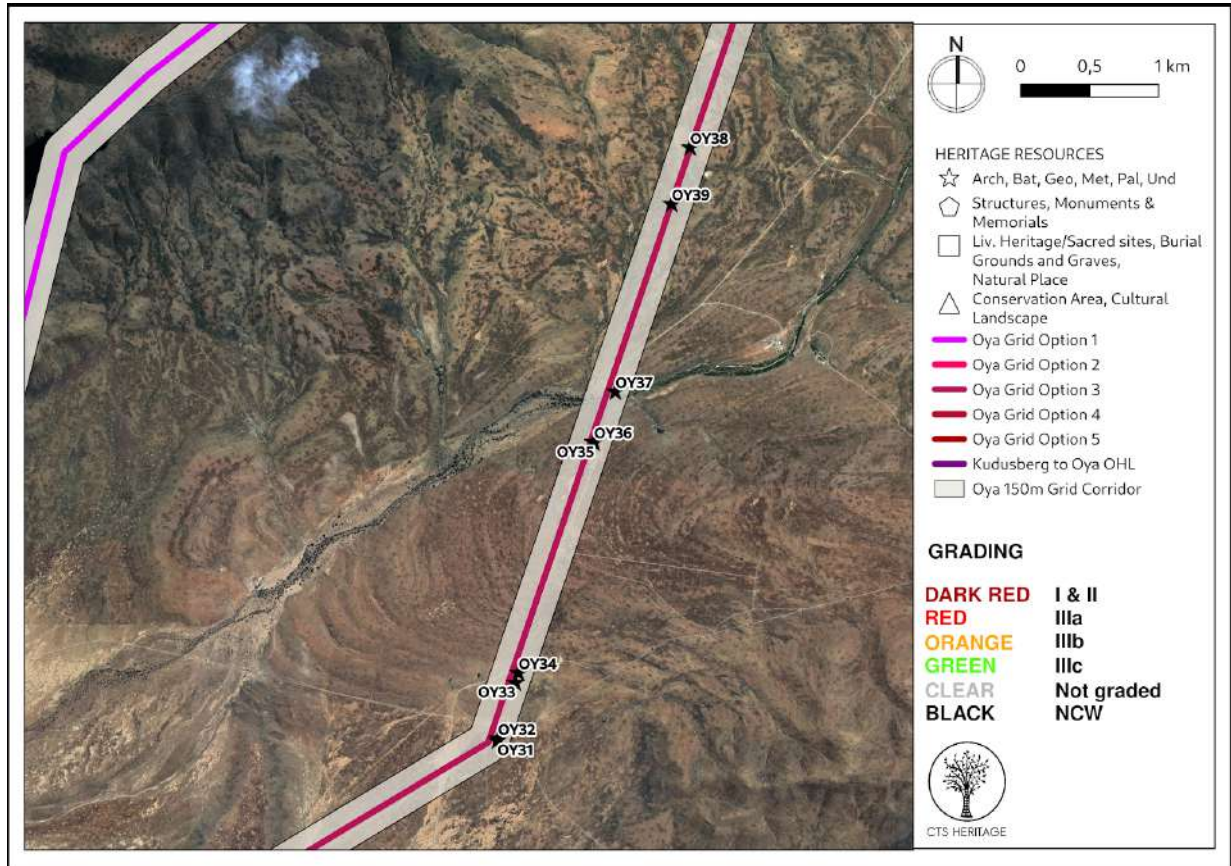 OY38
OY39
OY37
OY36
OY35
OY34
OY33
OY32
OY31
N
0 0,5 1 km
HERITAGE RESOURCES
Arch, Bat, Geo, Met, Pal, Und
Structures, Monuments &
Memorials
Liv. Heritage/Sacred sites, Burial
Grounds and Graves,
Natural Place
Conservation Area, Cultural
Landscape
Oya Grid Option 1
Oya Grid Option 2
Oya Grid Option 3
Oya Grid Option 4
Oya Grid Option 5
Kudusberg to Oya OHL
Oya 150m Grid Corridor
GRADING
DARK RED I & II
RED IIIa
ORANGE IIIb
GREEN IIIc
CLEAR Not graded
BLACK NCW
CTS HERITAGE